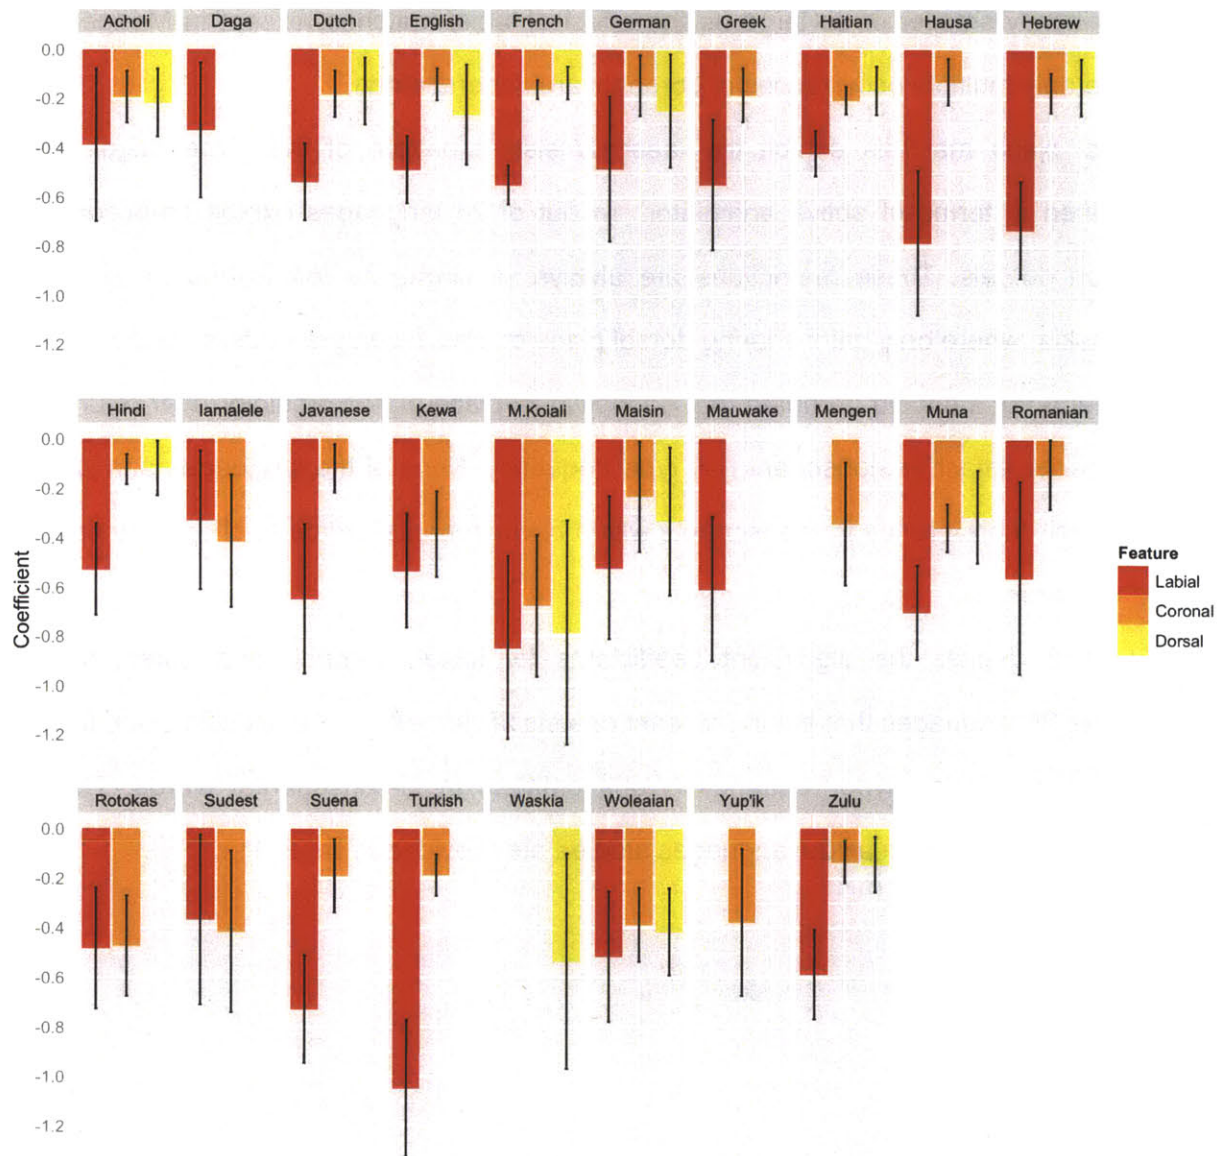 Acholi Daga Dutch English French German Greek Haitian Hausa Hebrew
0.0
-0.2
-0.4
-0.6
-0.8
-1.0
-1.2
Hindi Iamalele Javanese Kewa M.Koiali Maisin Mauwake Mengen Muna Romanian
0.0
-0.2
-0.4
-0.6
-0.8
-1.0
-1.2
Coefficient
Feature
Labial
Coronal
Dorsal
Rotokas Sudest Suena Turkish Waskia Woleaian Yup'ik Zulu
0.0
-0.2
-0.4
-0.6
-0.8
-1.0
-1.2